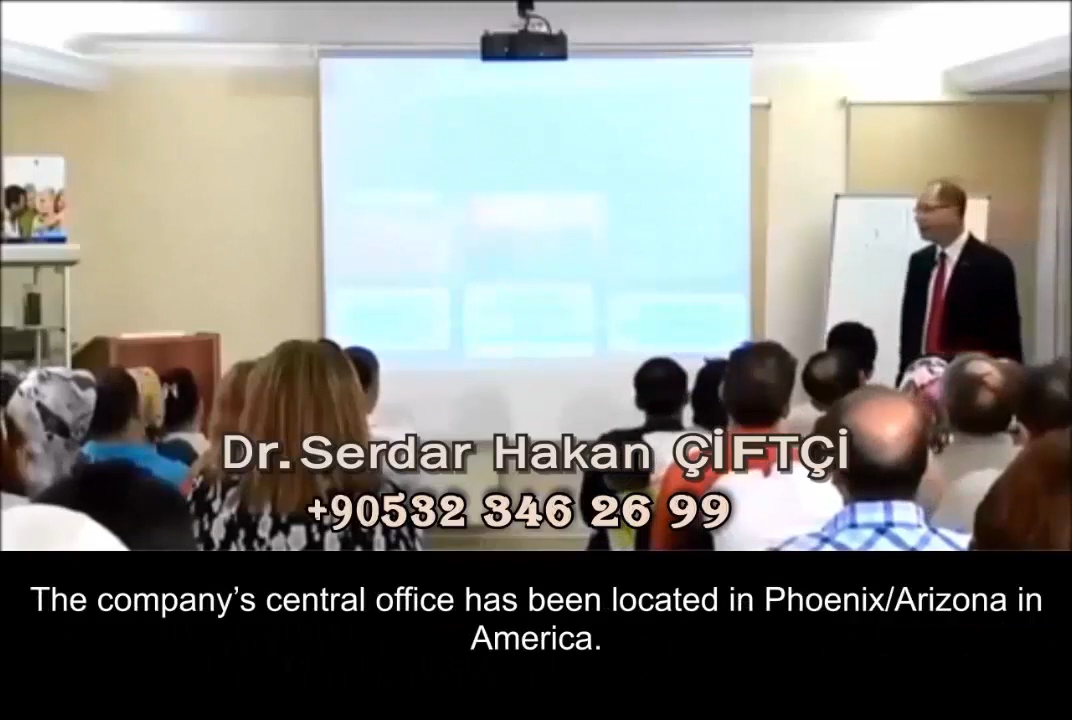 Dr. Serdar Hakan ÇİFTÇİ
+90532 346 26 99
The company’s central office has been located in Phoenix/Arizona in
America.